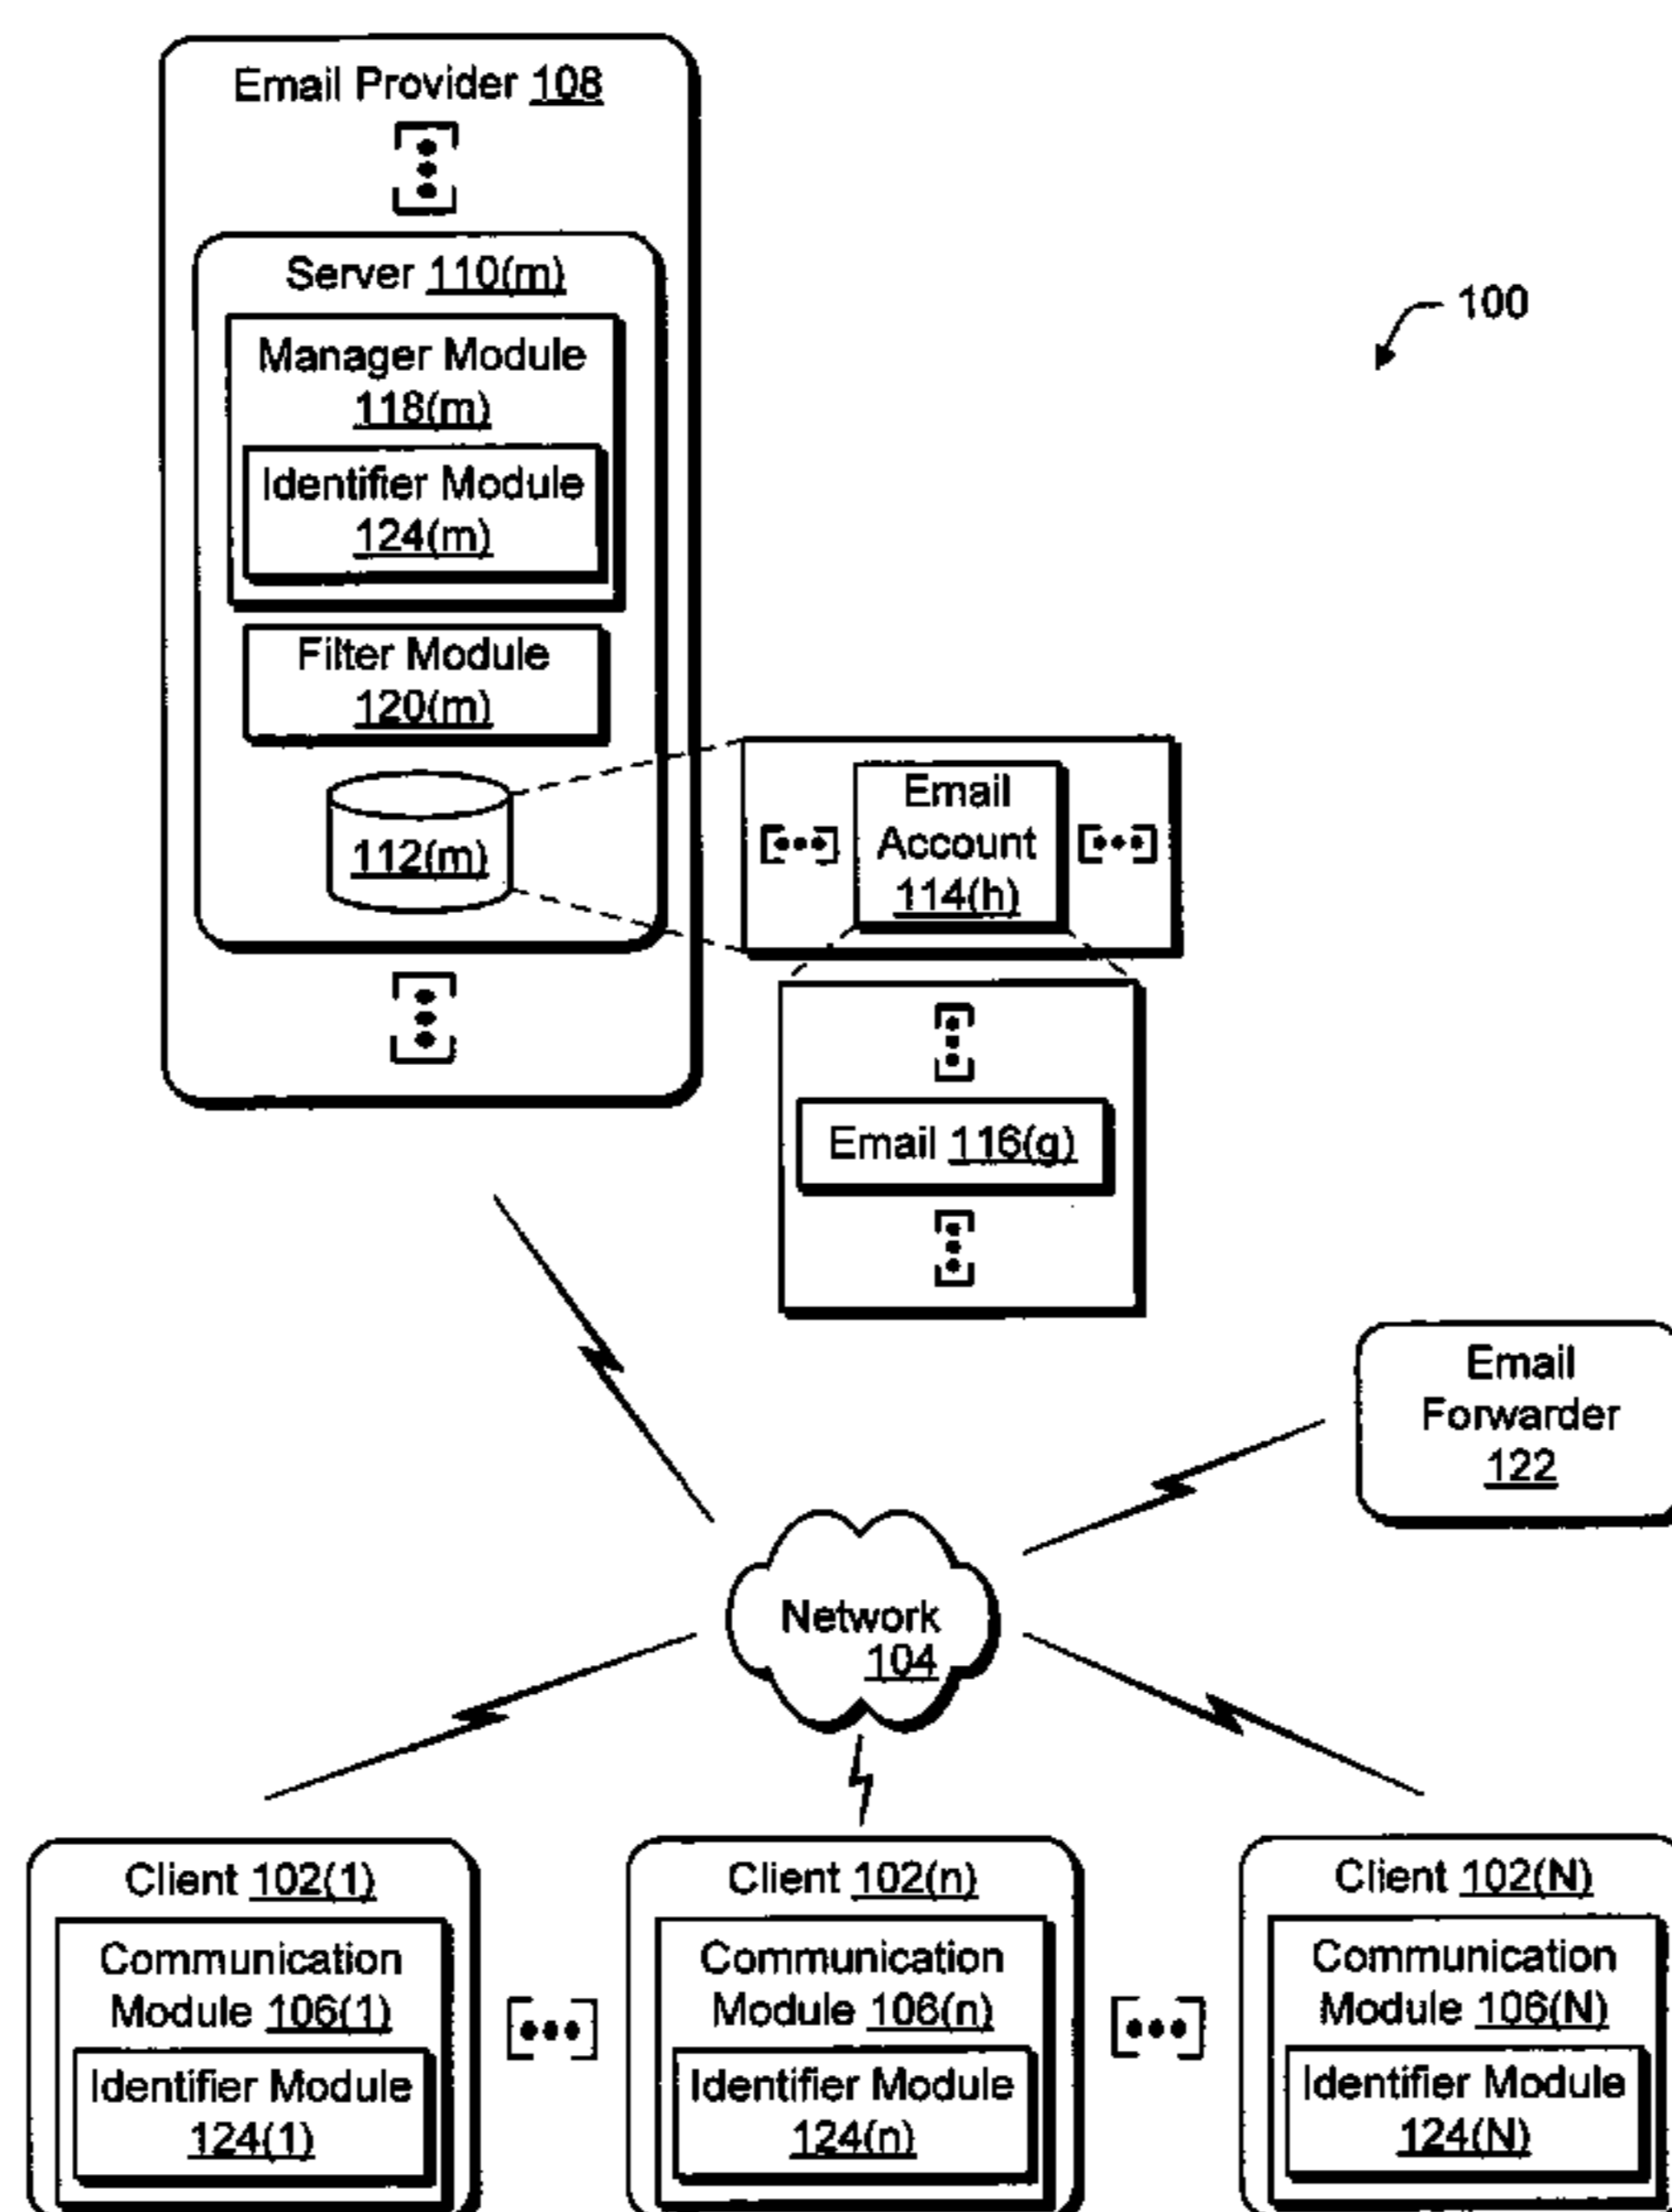 Email Provider 108
Server 110(m)
Manager Module
118(m)
Identifier Module
124(m)
Filter Module
120(m)
112(m)
100
Email
Account
114(h)
Email 116(g)
Email
Forwarder
122
Network
104
Client 102(1)
Communication
Module 106(1)
Identifier Module
124(1)
Client 102(n)
Communication
Module 106(n)
Identifier Module
124(n)
Client 102(N)
Communication
Module 106(N)
Identifier Module
124(N)